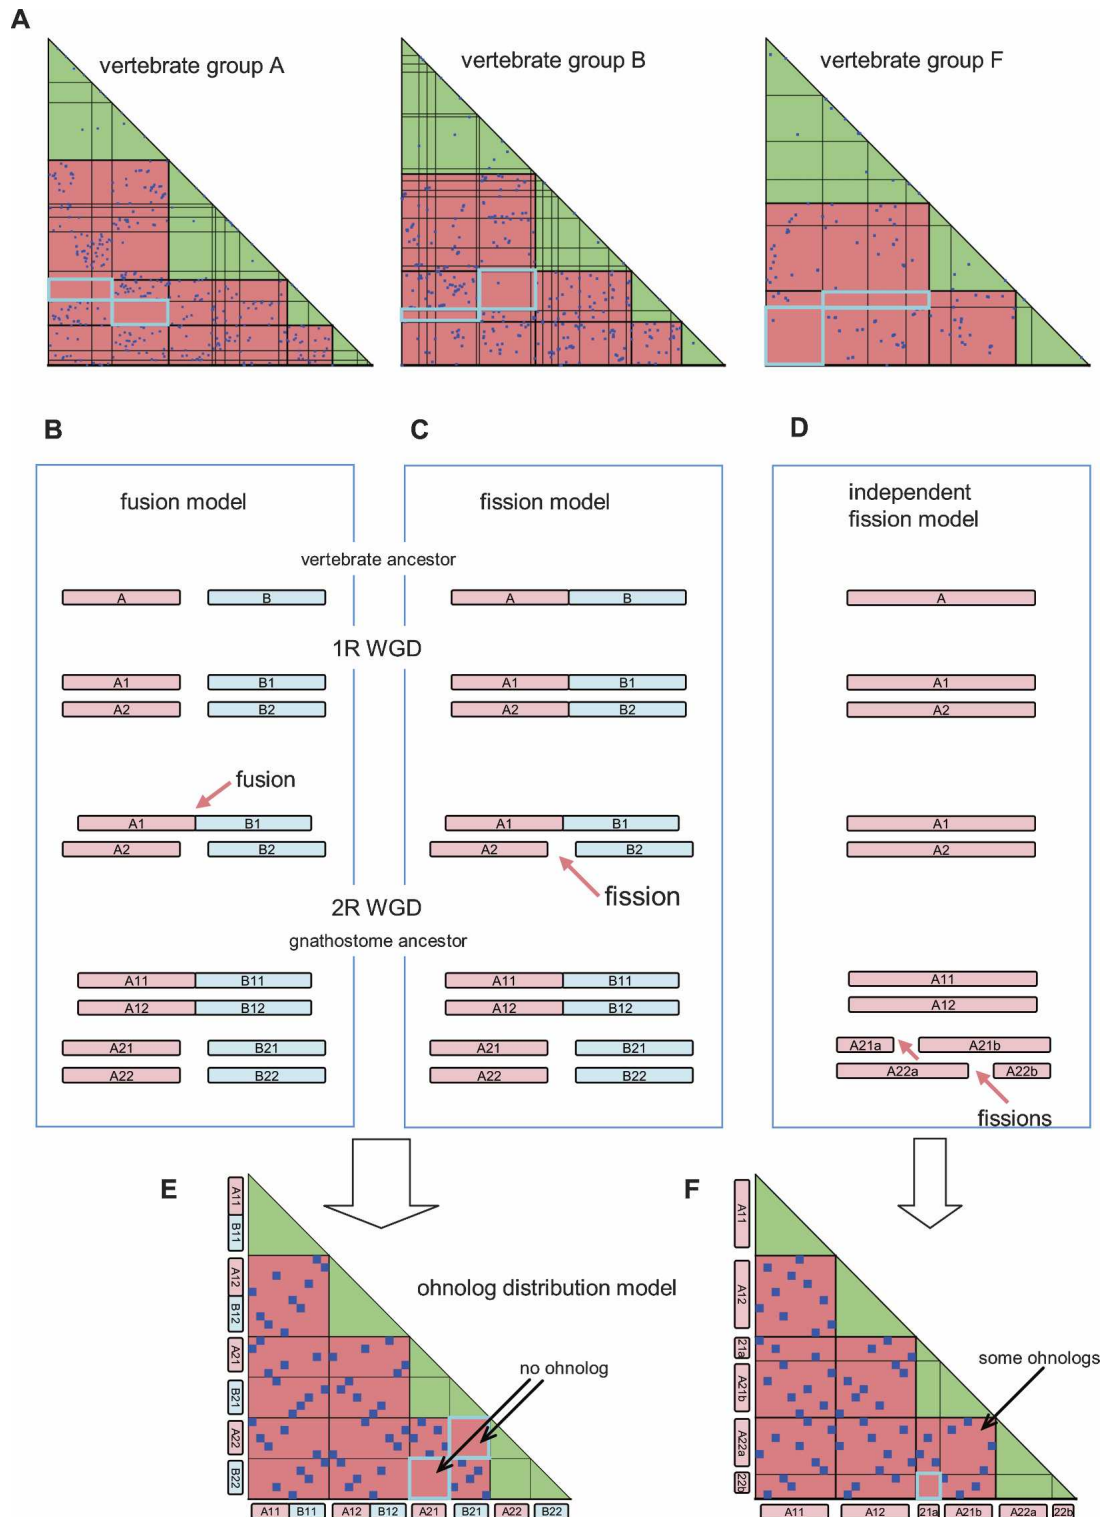 A
vertebrate group A
vertebrate group B
vertebrate group F
B
C
D
fusion model
fission model
independent
fission model
vertebrate ancestor
A B
A B
A
1R WGD
A1 B1
A2 B2
A1 B1
A2 B2
A1
A2
fusion
A1 B1
A2 B2
A1 B1
A2 B2
A1
A2
fission
2R WGD
gnathostome ancestor
A11 B11
A12 B12
A21 B21
A22 B22
A11 B11
A12 B12
A21 B21
A22 B22
A11
A12
A21a A21b
A22a A22b
fissions
E
A11
B11
A12
B12
A21
B21
A22
B22
ohnolog distribution model
no ohnolog
A11 B11 A12 B12 A21 B21 A22 B22
F
A11
A12
21a
A21b
A22a
22b
some ohnologs
A11 A12 21a A21b A22a 22b